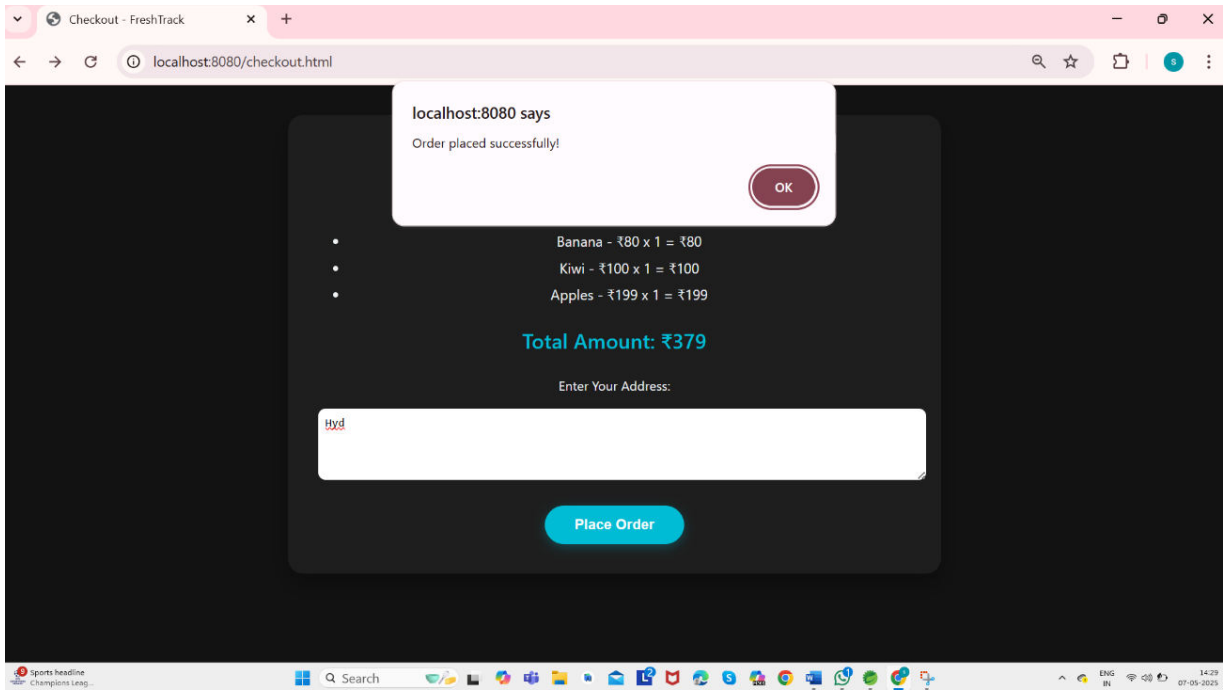 Checkout - FreshTrack
localhost:8080/checkout.html
s
localhost:8080 says
Order placed successfully!
OK
• Banana - ₹80 x 1 = ₹80
• Kiwi - ₹100 x 1 = ₹100
• Apples - ₹199 x 1 = ₹199
Total Amount: ₹379
Enter Your Address:
Hyd
Place Order
9
Sports headline
Champions Leag...
Search
ENG
IN
14:29
07-05-2025